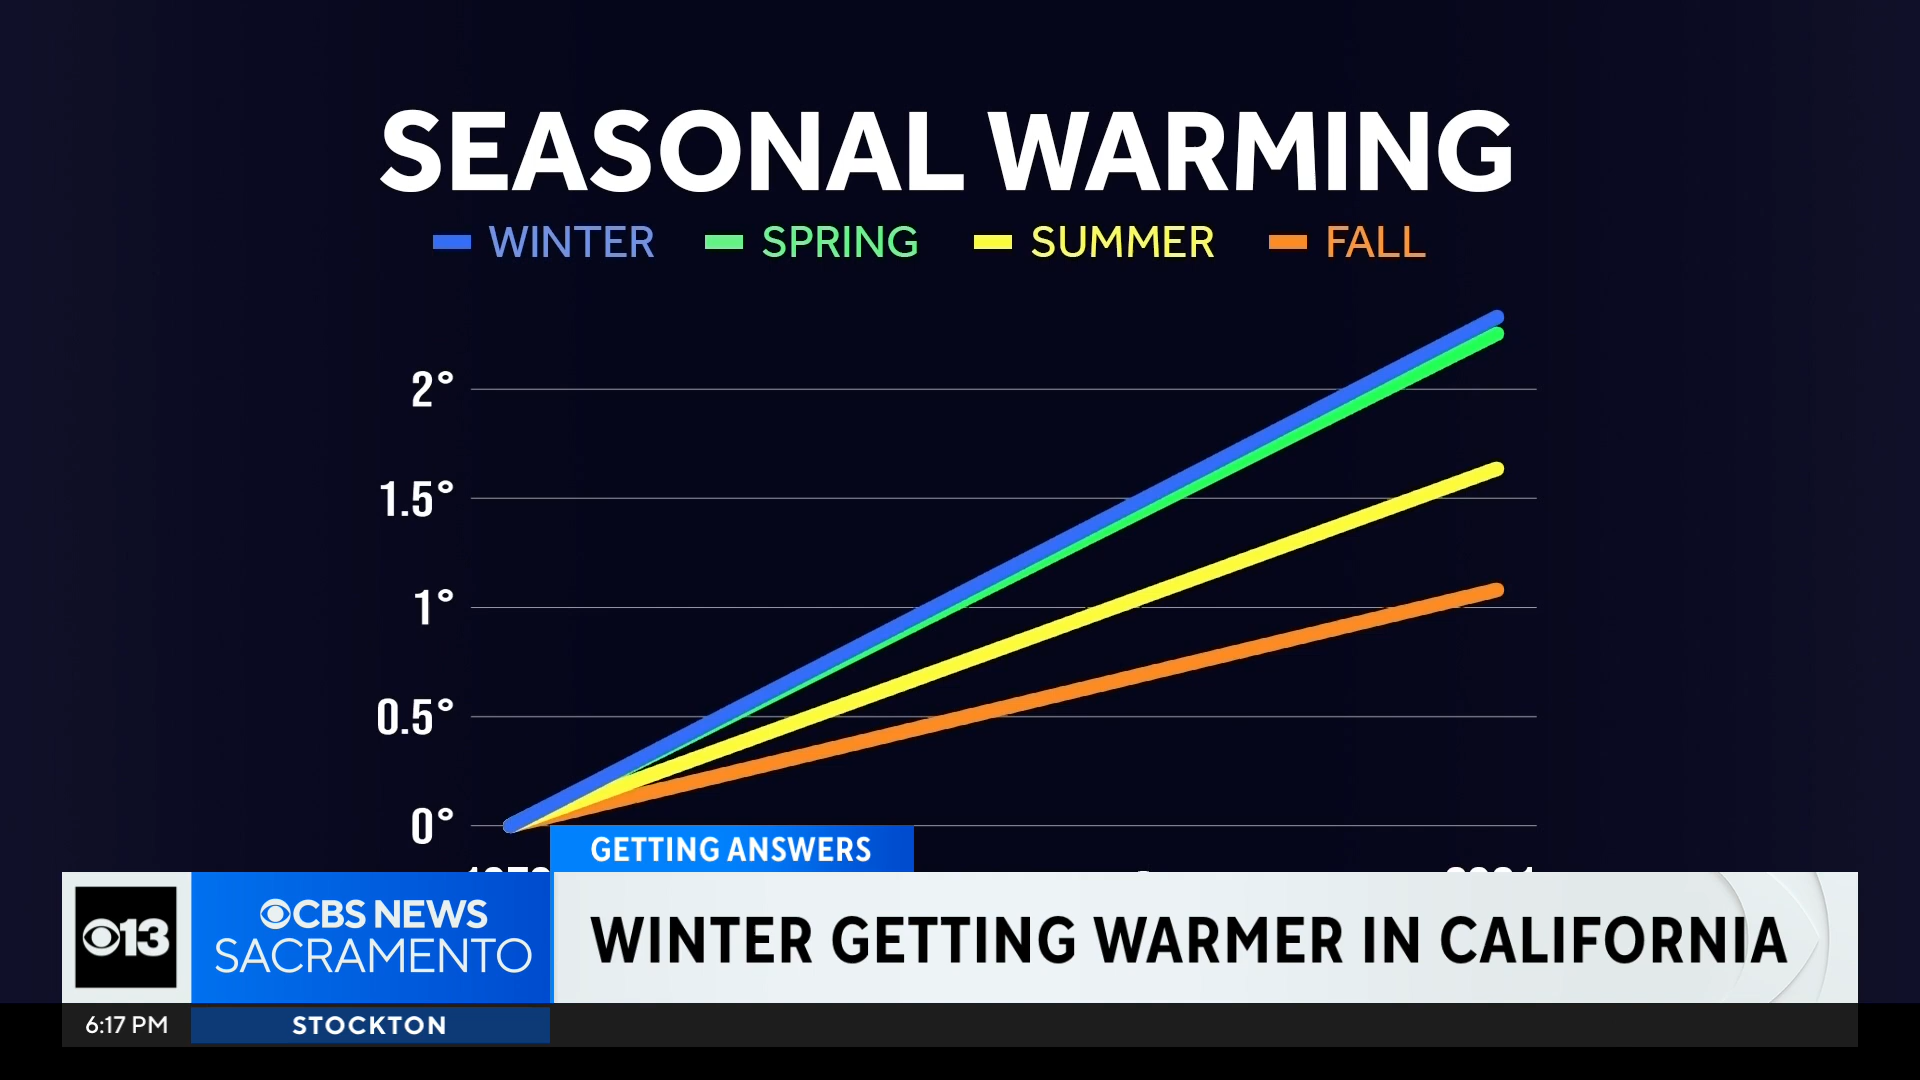 SEASONAL WARMING
WINTER SPRING SUMMER FALL
2°
1.5°
1°
0.5°
0°
GETTING ANSWERS
13
CBS NEWS
SACRAMENTO
WINTER GETTING WARMER IN CALIFORNIA
6:17 PM
STOCKTON